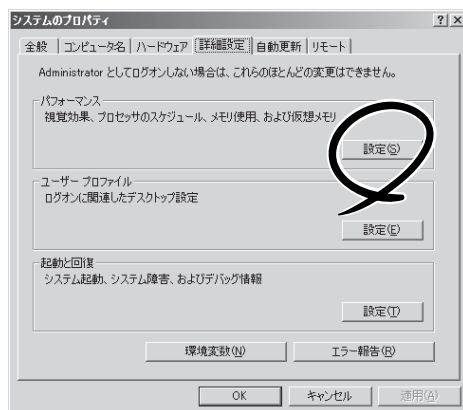 システムのプロパティ
? ×
全般 コンピュータ名 ハードウェア 詳細設定 自動更新 リモート
Administrator としてログオンしない場合は、これらのほとんどの変更はできません。
パフォーマンス
視覚効果、プロセッサのスケジュール、メモリ使用、および仮想メモリ
設定(S)
ユーザー プロファイル
ログオンに関連したデスクトップ設定
設定(E)
起動と回復
システム起動、システム障害、およびデバッグ情報
設定(T)
環境変数(N) エラー報告(R)
OK キャンセル 適用(A)